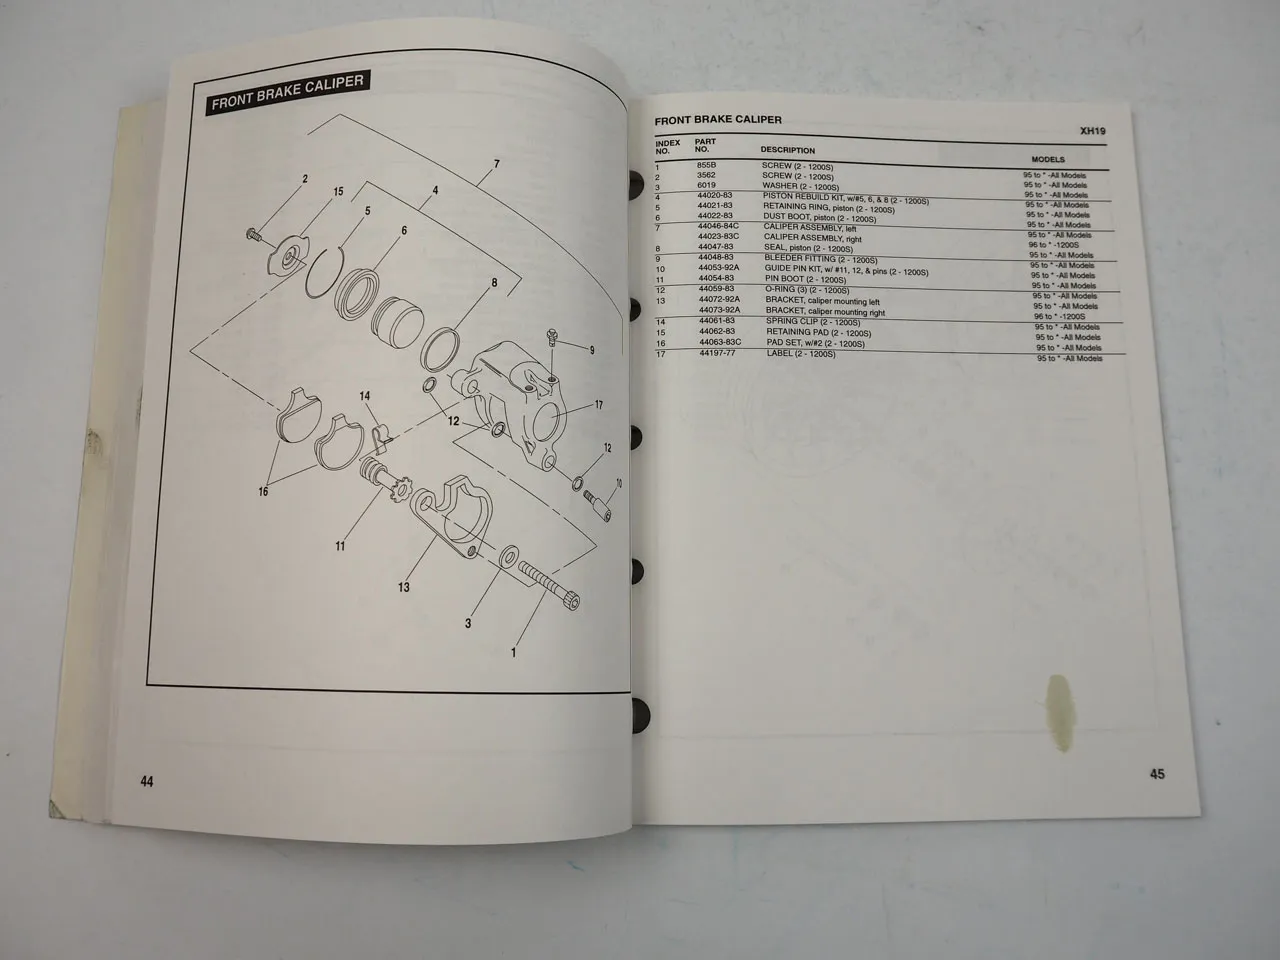 FRONT BRAKE CALIPER
7
2
15
4
5
6
8
9
14
12
17
12
16
10
11
13
3
1
44
FRONT BRAKE CALIPER
XH19
INDEX NO. PART NO. DESCRIPTION MODELS
1 855B SCREW (2 - 1200S) 95 to * -All Models
2 3562 SCREW (2 - 1200S) 95 to * -All Models
3 6019 WASHER (2 - 1200S) 95 to * -All Models
4 44020-83 PISTON REBUILD KIT, w/#5, 6, & 8 (2 - 1200S) 95 to * -All Models
5 44021-83 RETAINING RING, piston (2 - 1200S) 95 to * -All Models
6 44022-83 DUST BOOT, piston (2 - 1200S) 95 to * -All Models
7 44046-84C CALIPER ASSEMBLY, left 95 to * -All Models
44023-83C CALIPER ASSEMBLY, right 96 to * -1200S
8 44047-83 SEAL, piston (2 - 1200S) 95 to * -All Models
9 44048-83 BLEEDER FITTING (2 - 1200S) 95 to * -All Models
10 44053-92A GUIDE PIN KIT, w/ #11, 12, & pins (2 - 1200S) 95 to * -All Models
11 44054-83 PIN BOOT (2 - 1200S) 95 to * -All Models
12 44059-83 O-RING (3) (2 - 1200S) 95 to * -All Models
13 44072-92A BRACKET, caliper mounting left 95 to * -All Models
44073-92A BRACKET, caliper mounting right 96 to * -1200S
14 44061-83 SPRING CLIP (2 - 1200S) 95 to * -All Models
15 44062-83 RETAINING PAD (2 - 1200S) 95 to * -All Models
16 44063-83C PAD SET, w/#2 (2 - 1200S) 95 to * -All Models
17 44197-77 LABEL (2 - 1200S) 95 to * -All Models
45